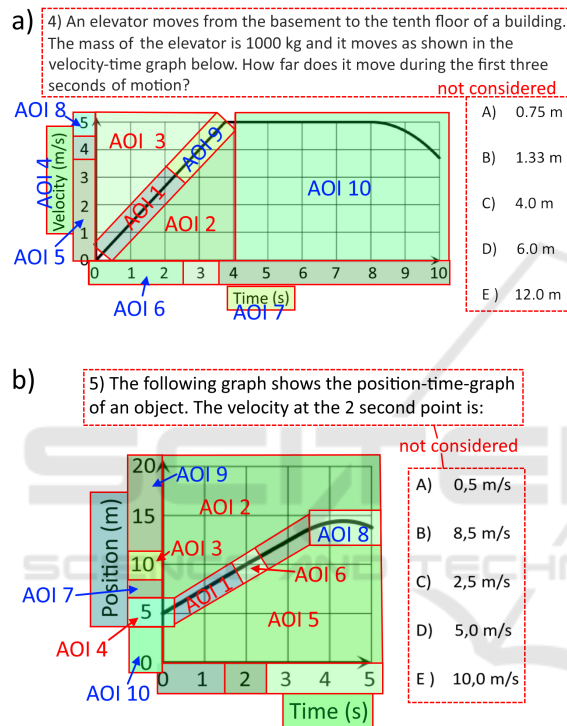 a)
4) An elevator moves from the basement to the tenth floor of a building.
The mass of the elevator is 1000 kg and it moves as shown in the
velocity-time graph below. How far does it move during the first three
seconds of motion?
not considered
AOI 8
AOI 3
AOI 9
AOI 4
Velocity (m/s)
5
4
3
2
1
0
AOI 1
AOI 2
AOI 10
AOI 5
0 1 2 3 4 5 6 7 8 9 10
AOI 6
Time (s)
AOI 7
A) 0.75 m
B) 1.33 m
C) 4.0 m
D) 6.0 m
E ) 12.0 m
b)
5) The following graph shows the position-time-graph
of an object. The velocity at the 2 second point is:
not considered
20
15
10
5
0
Position (m)
AOI 9
AOI 2
AOI 3
AOI 8
AOI 7
AOI 1
AOI 6
AOI 4
AOI 5
AOI 10
0 1 2 3 4 5
Time (s)
A) 0,5 m/s
B) 8,5 m/s
C) 2,5 m/s
D) 5,0 m/s
E ) 10,0 m/s